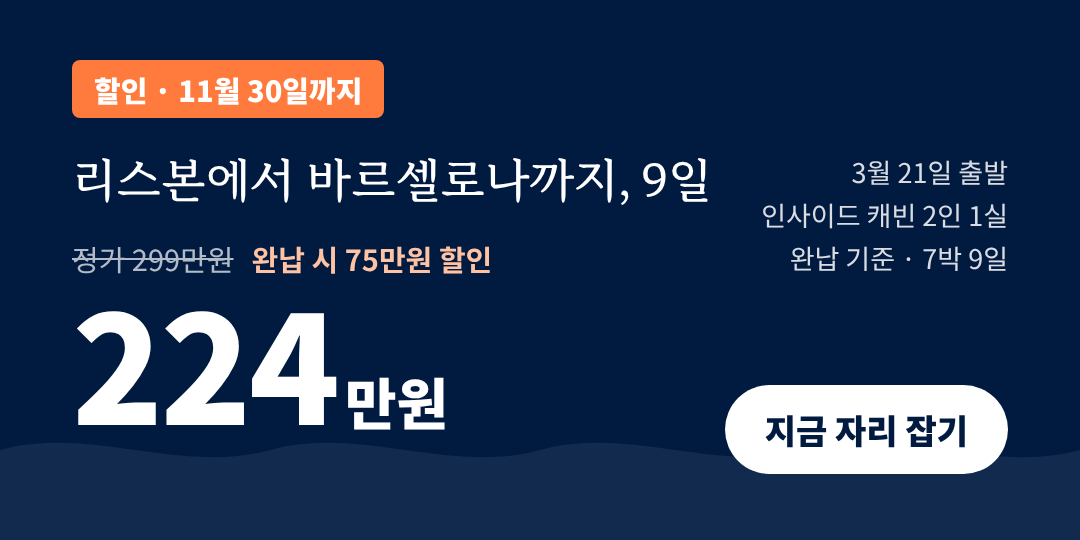 할인 · 11월 30일까지
리스본에서 바르셀로나까지, 9일
정가 299만원 완납 시 75만원 할인
224만원
3월 21일 출발
인사이드 캐빈 2인 1실
완납 기준 · 7박 9일
지금 자리 잡기